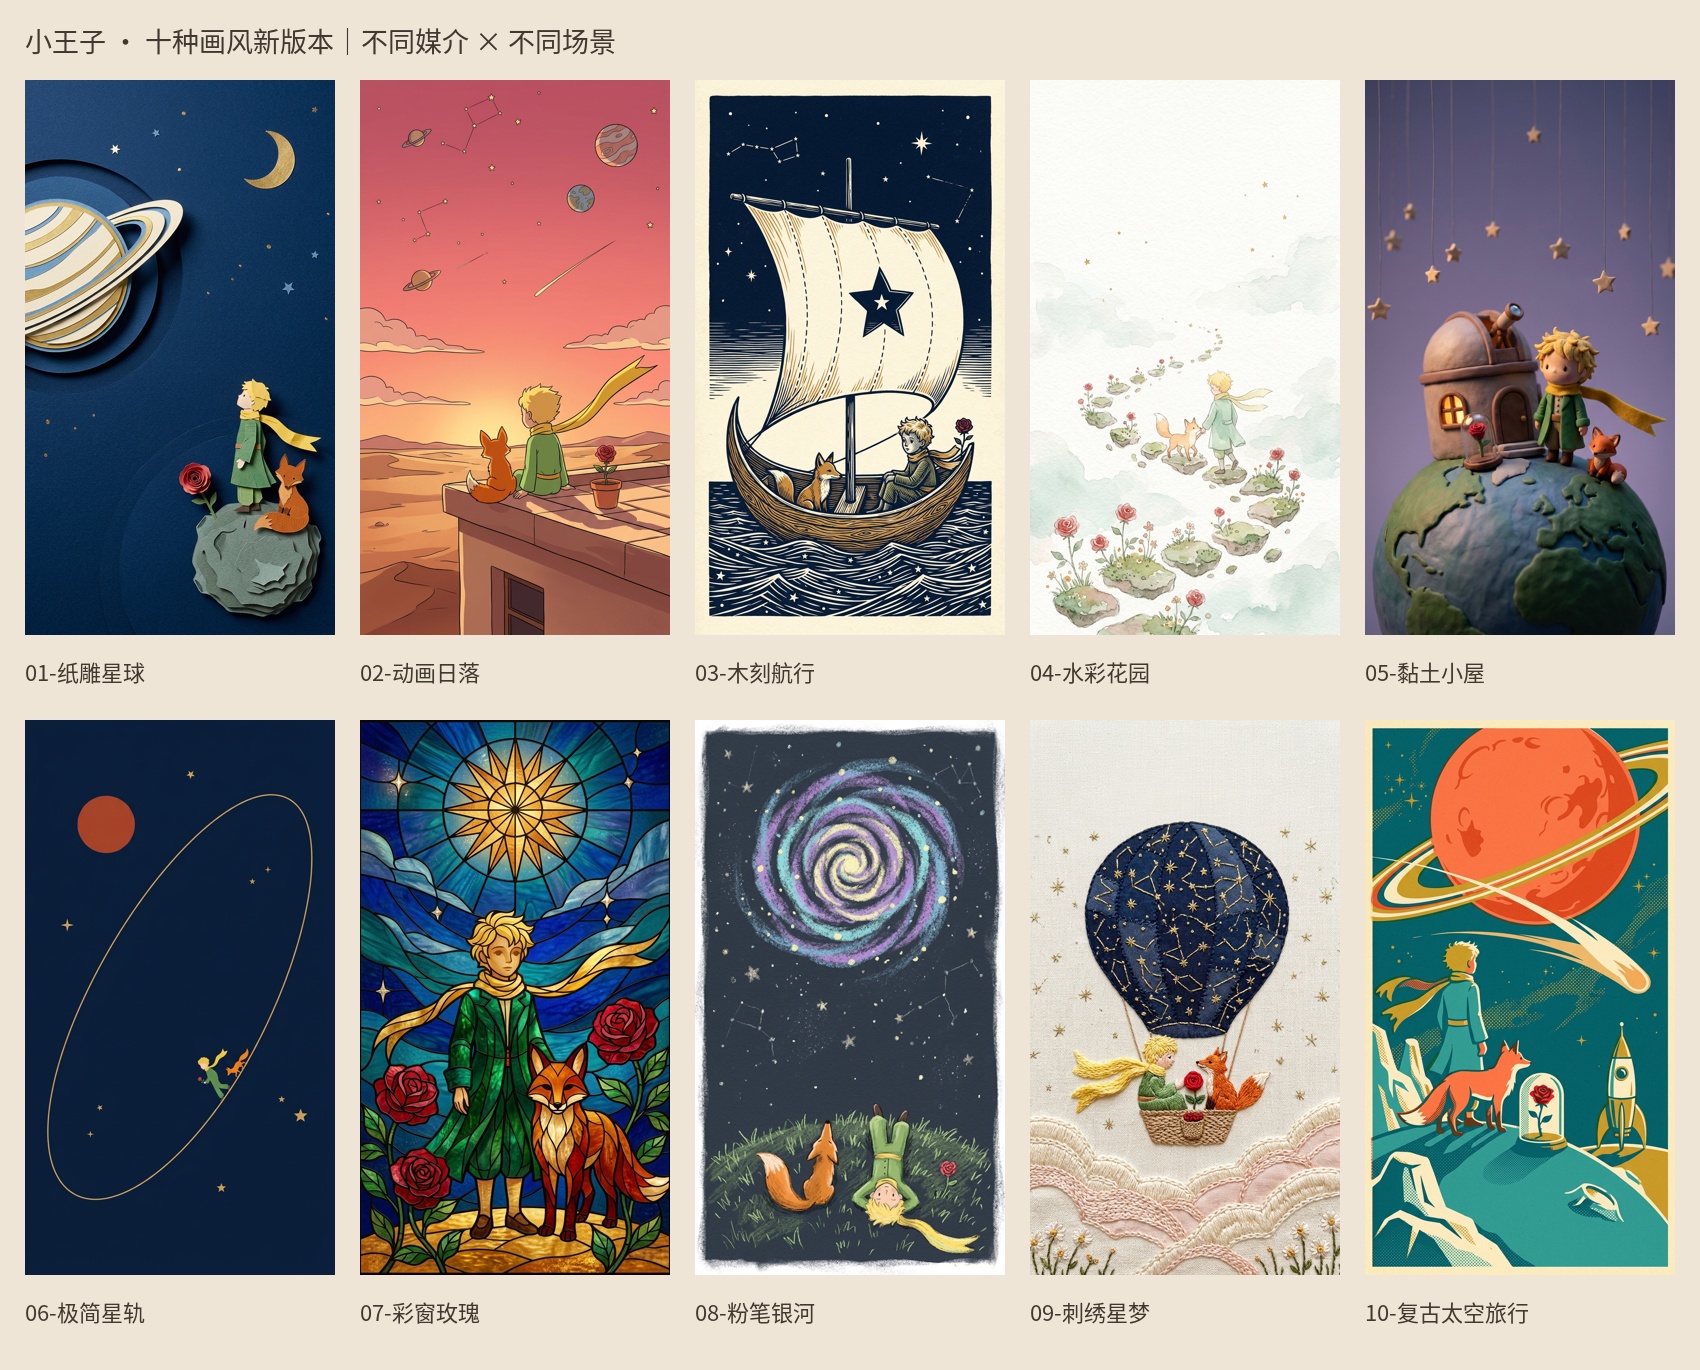 小王子 · 十种画风新版本｜不同媒介 × 不同场景
01-纸雕星球
02-动画日落
03-木刻航行
04-水彩花园
05-黏土小屋
06-极简星轨
07-彩窗玫瑰
08-粉笔银河
09-刺绣星梦
10-复古太空旅行